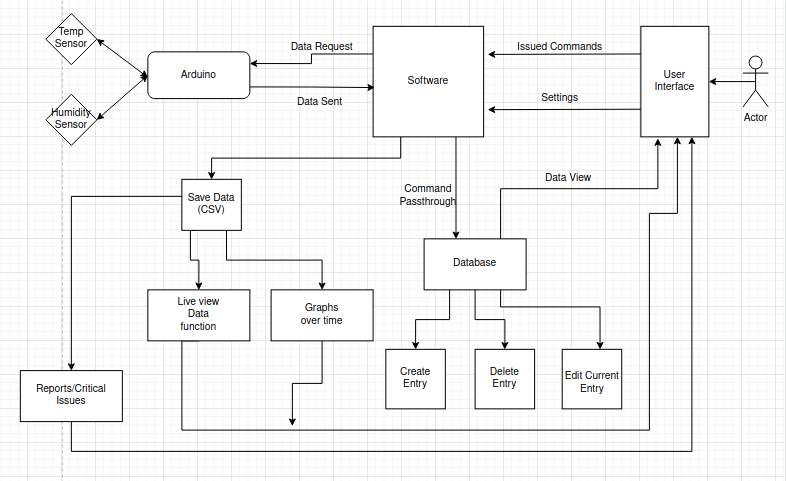 Temp
Sensor
Humidity
Sensor
Arduino
Data Request
Data Sent
Software
Issued Commands
Settings
User
Interface
Actor
Save Data
(CSV)
Command
Passthrough
Data View
Database
Live view
Data
function
Graphs
over time
Create
Entry
Delete
Entry
Edit Current
Entry
Reports/Critical
Issues